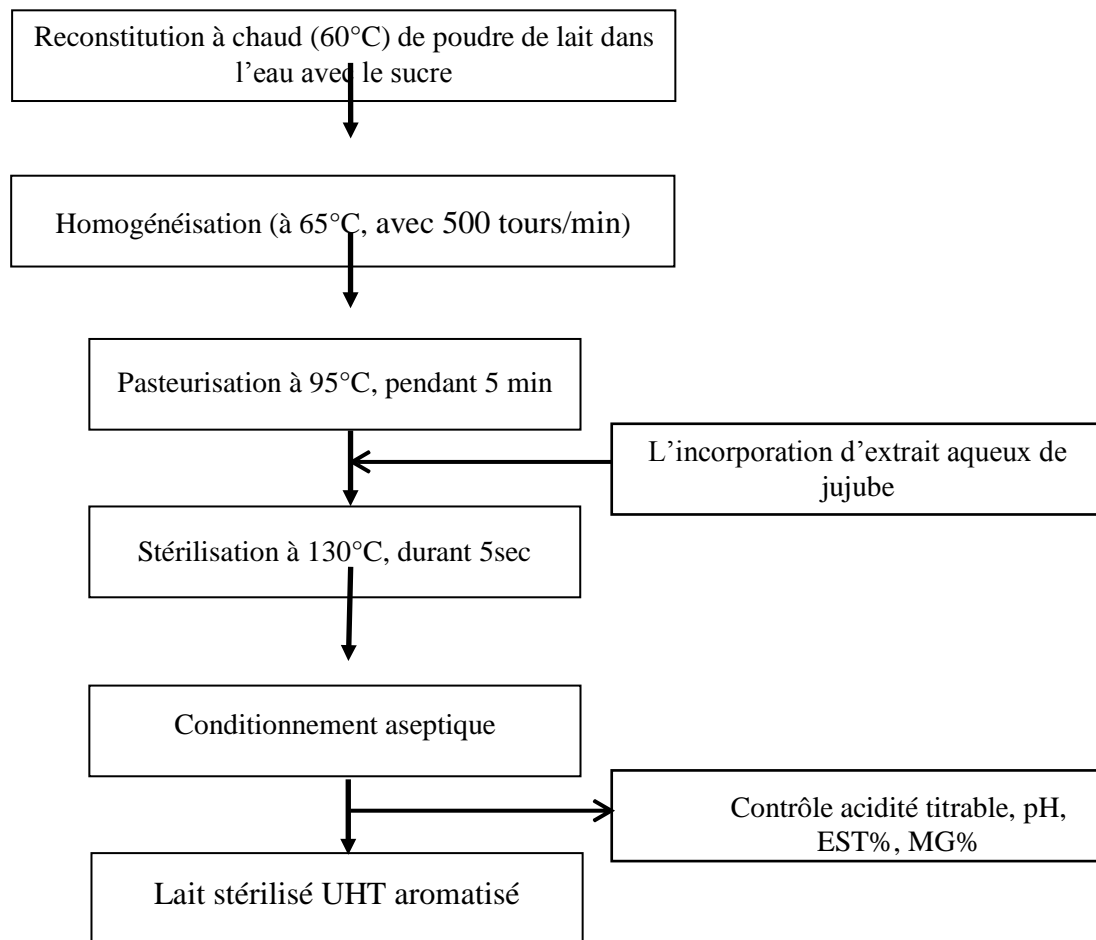 Reconstitution à chaud (60°C) de poudre de lait dans
l’eau avec le sucre
Homogénéisation (à 65°C, avec 500 tours/min)
Pasteurisation à 95°C, pendant 5 min
L’incorporation d’extrait aqueux de
jujube
Stérilisation à 130°C, durant 5sec
Conditionnement aseptique
Contrôle acidité titrable, pH,
EST%, MG%
Lait stérilisé UHT aromatisé